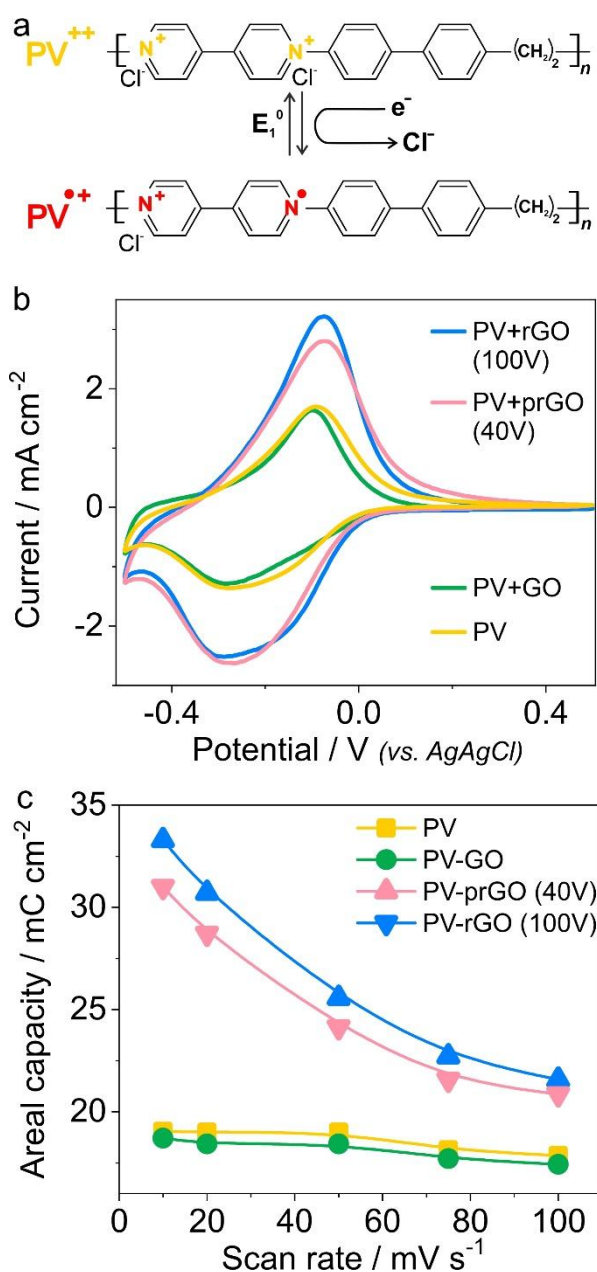 a
PV++ N+ N+ (CH2)2 n
Cl- Cl-
E1 0 e-
Cl-
PV•+ N+ N• (CH2)2 n
Cl-
b
PV+rGO
(100V)
PV+prGO
(40V)
PV+GO
PV
Current / mA cm-2
2
0
-2
-0.4 0.0 0.4
Potential / V (vs. AgAgCl)
c
PV
PV-GO
PV-prGO (40V)
PV-rGO (100V)
Areal capacity / mC cm-2
35
30
25
20
0 20 40 60 80 100
Scan rate / mV s-1